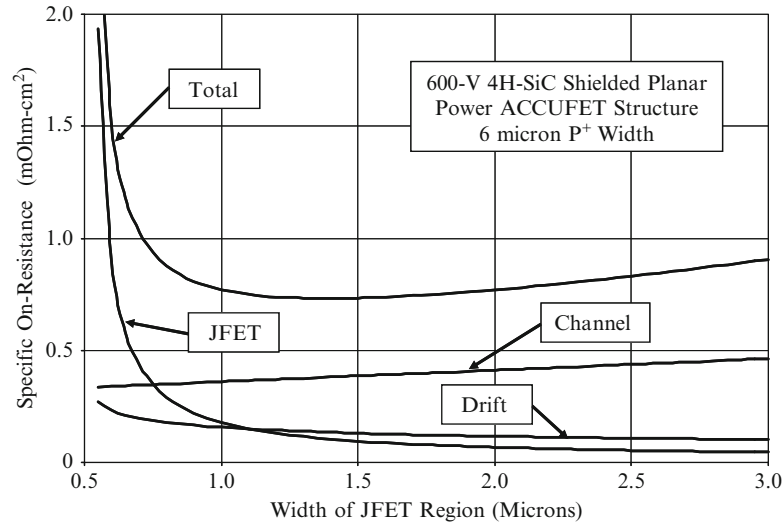 Specific On-Resistance (mOhm-cm²)
2.0
1.5
1.0
0.5
0
Total
600-V 4H-SiC Shielded Planar
Power ACCUFET Structure
6 micron P⁺ Width
JFET
Channel
Drift
0.5 1.0 1.5 2.0 2.5 3.0
Width of JFET Region (Microns)